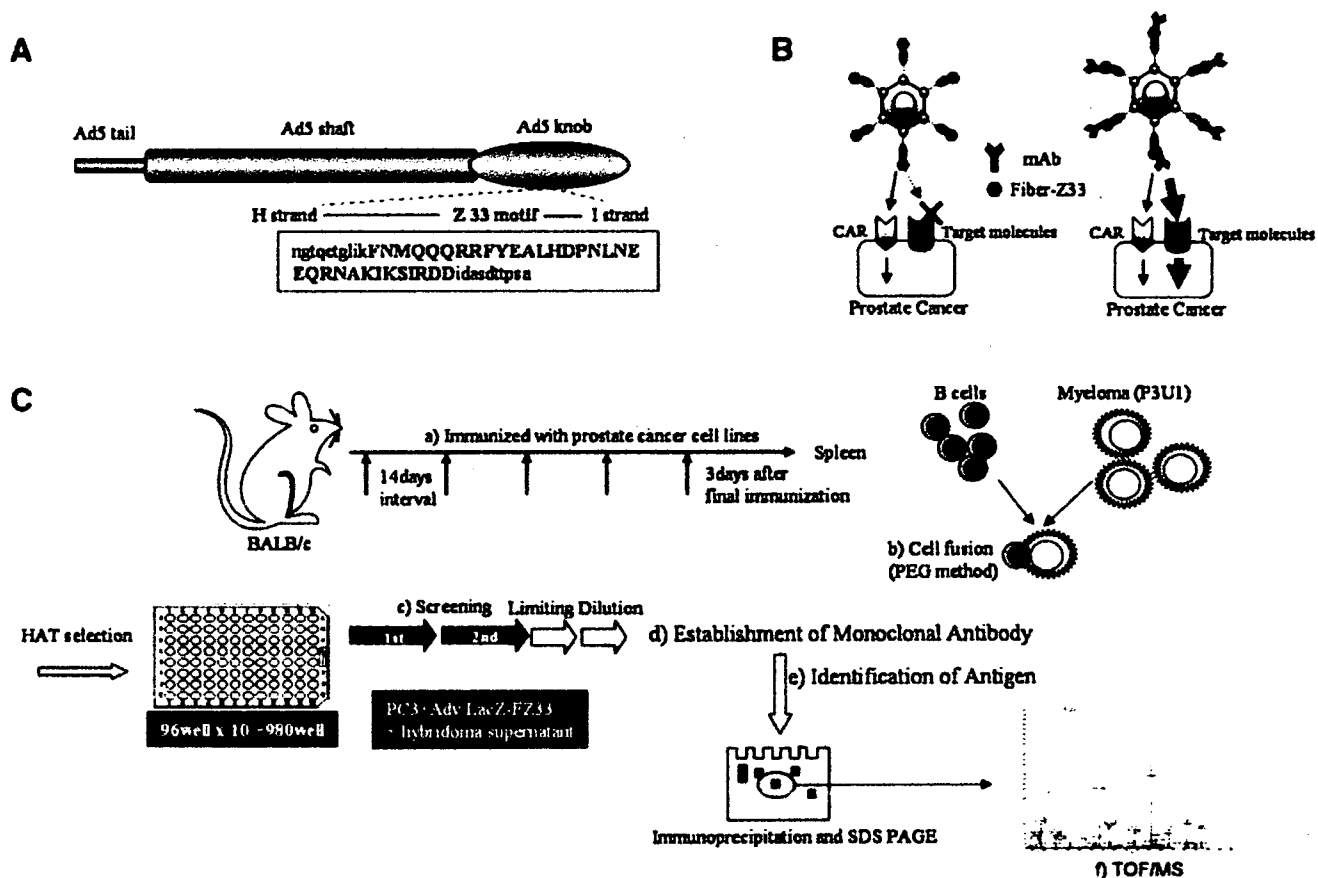 A
Ad5 tail
Ad5 shaft
Ad5 knob
H strand
Z 33 motif
I strand
ngtqetglikFNMQQQRRFYEALHDPNLNE
EQRNAKIKSIRDDidasdttpsa
B
mAb
Fiber-Z33
CAR
Target molecules
Prostate Cancer
CAR
Target molecules
Prostate Cancer
C
BALB/c
a) Immunized with prostate cancer cell lines
14days
interval
3days after
final immunization
Spleen
B cells
Myeloma (P3U1)
b) Cell fusion
(PEG method)
HAT selection
96well x 10 ~980well
c) Screening
Limiting Dilution
1st
2nd
PC3 · Adv LacZ-FZ33
· hybridoma supernatant
d) Establishment of Monoclonal Antibody
e) Identification of Antigen
Immunoprecipitation and SDS PAGE
f) TOF/MS